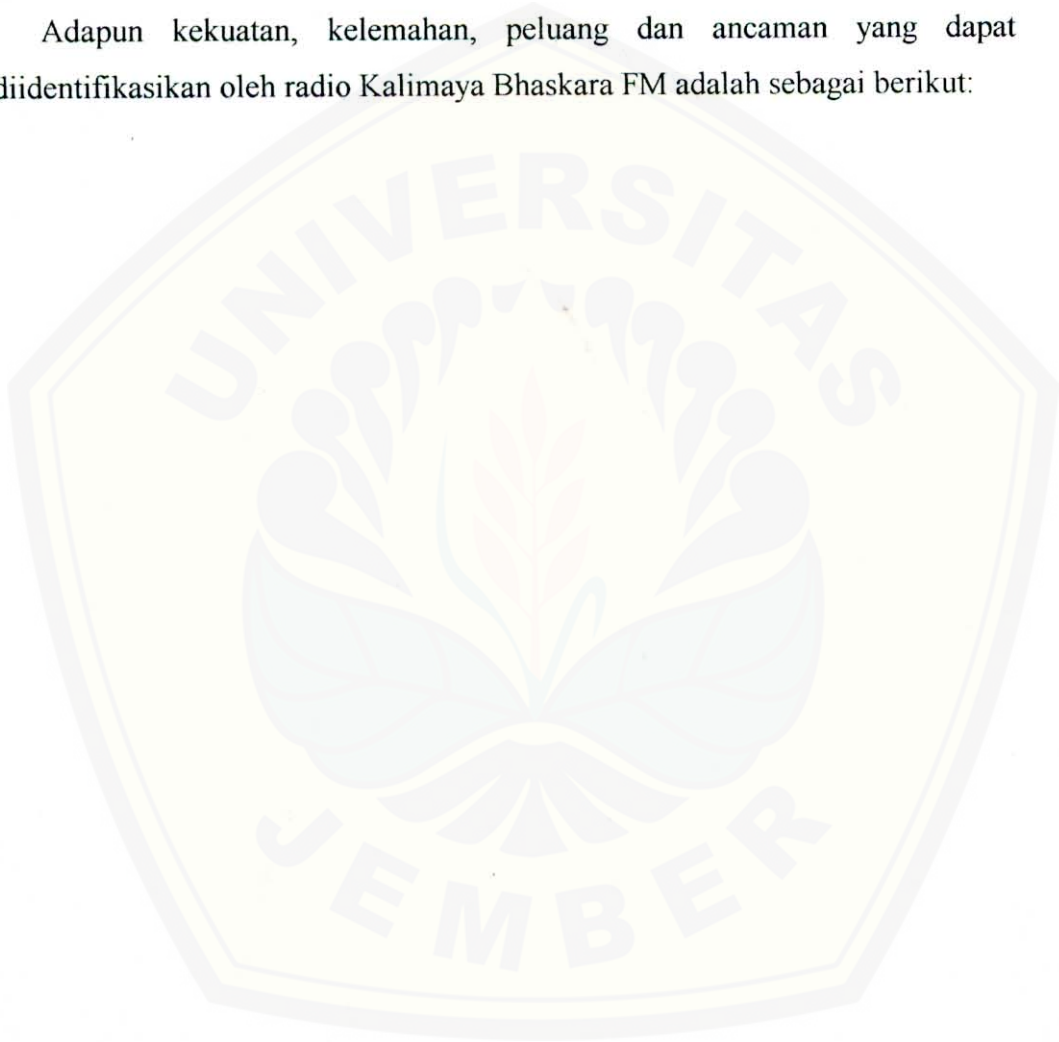 Adapun kekuatan, kelemahan, peluang dan ancaman yang dapat
diidentifikasikan oleh radio Kalimaya Bhaskara FM adalah sebagai berikut:
UNIVERSITAS
JEMBER